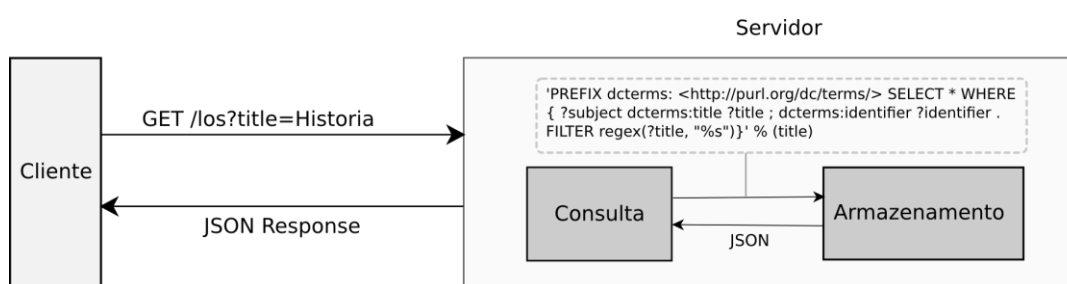 Servidor
'PREFIX dcterms: <http://purl.org/dc/terms/> SELECT * WHERE
{ ?subject dcterms:title ?title ; dcterms:identifier ?identifier .
FILTER regex(?title, "%s")}' % (title)
GET /los?title=Historia
Cliente
Consulta
Armazenamento
JSON Response
JSON